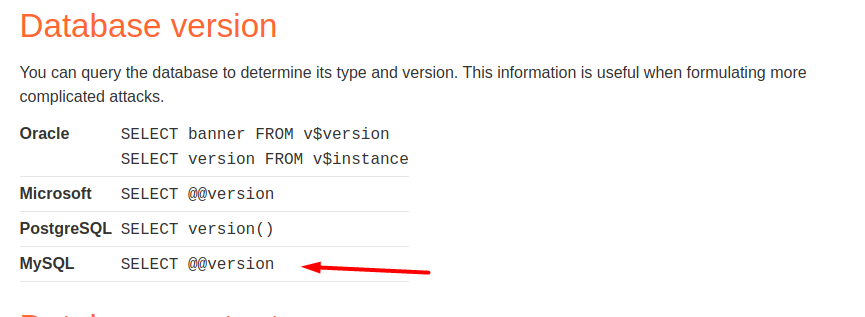 Database version
You can query the database to determine its type and version. This information is useful when formulating more
complicated attacks.
Oracle SELECT banner FROM v$version
SELECT version FROM v$instance
Microsoft SELECT @@version
PostgreSQL SELECT version()
MySQL SELECT @@version